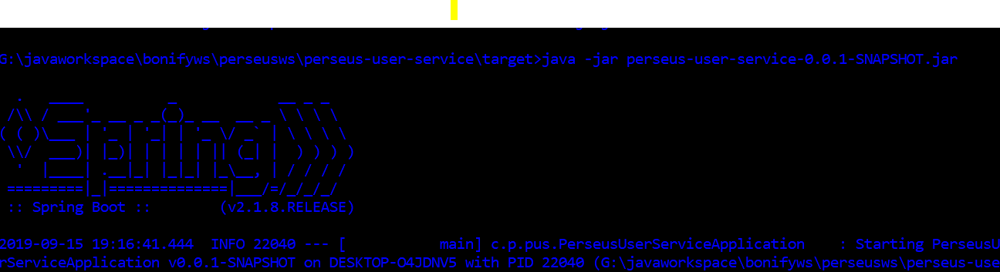 G:\javaworkspace\bonifyws\perseusws\perseus-user-service\target>java -jar perseus-user-service-0.0.1-SNAPSHOT.jar
  .   ____          _            __ _ _
 /\\ / ___'_ __ _ _(_)_ __  __ _ \ \ \ \
( ( )\___ | '_ | '_| | '_ \/ _` | \ \ \ \
 \\/  ___)| |_)| | | | | || (_| |  ) ) ) )
  '  |____| .__|_| |_|_| |_\__, | / / / /
 =========|_|==============|___/=/_/_/_/
 :: Spring Boot ::        (v2.1.8.RELEASE)
2019-09-15 19:16:41.444  INFO 22040 --- [           main] c.p.pus.PerseusUserServiceApplication    : Starting PerseusU
rServiceApplication v0.0.1-SNAPSHOT on DESKTOP-O4JDNV5 with PID 22040 (G:\javaworkspace\bonifyws\perseusws\perseus-use